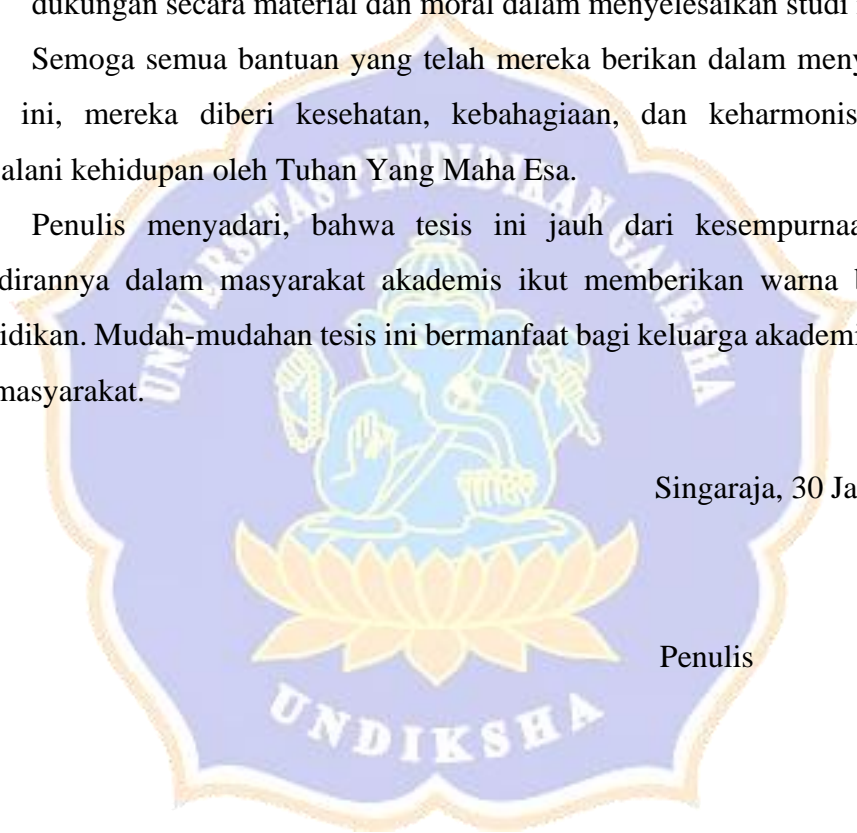 dukungan secara material dan moral dalam menyelesaikan studi
Semoga semua bantuan yang telah mereka berikan dalam meny
ini, mereka diberi kesehatan, kebahagiaan, dan keharmonis
alani kehidupan oleh Tuhan Yang Maha Esa.
Penulis menyadari, bahwa tesis ini jauh dari kesempurnaa
dirannya dalam masyarakat akademis ikut memberikan warna
idikan. Mudah-mudahan tesis ini bermanfaat bagi keluarga akademi
masyarakat.
Singaraja, 30 Ja
Penulis
UNIVERSITAS PENDIDIKAN GANESHA
UNDIKSHA